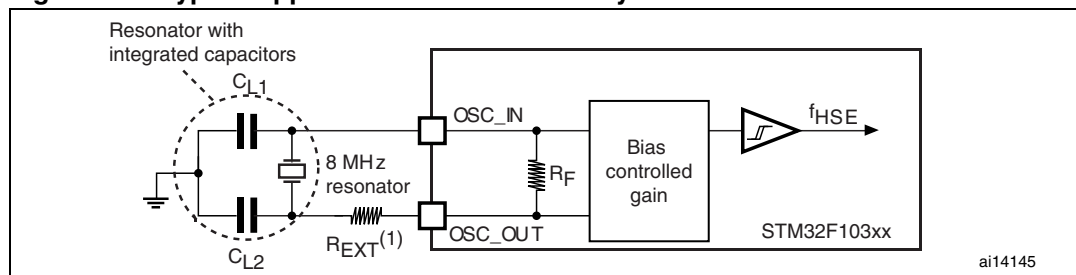 Resonator with
integrated capacitors
CL1
OSC_IN
fHSE
8 MHz
resonator
RF
Bias
controlled
gain
REXT(1)
OSC_OUT
STM32F103xx
CL2
ai14145